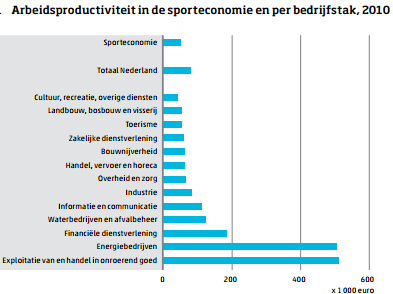 Arbeidsproductiviteit in de sporteconomie en per bedrijfstak, 2010
Sporteconomie
Totaal Nederland
Cultuur, recreatie, overige diensten
Landbouw, bosbouw en visserij
Toerisme
Zakelijke dienstverlening
Bouwnijverheid
Handel, vervoer en horeca
Overheid en zorg
Industrie
Informatie en communicatie
Waterbedrijven en afvalbeheer
Financiële dienstverlening
Energiebedrijven
Exploitatie van en handel in onroerend goed
0 200 400 600
x 1 000 euro